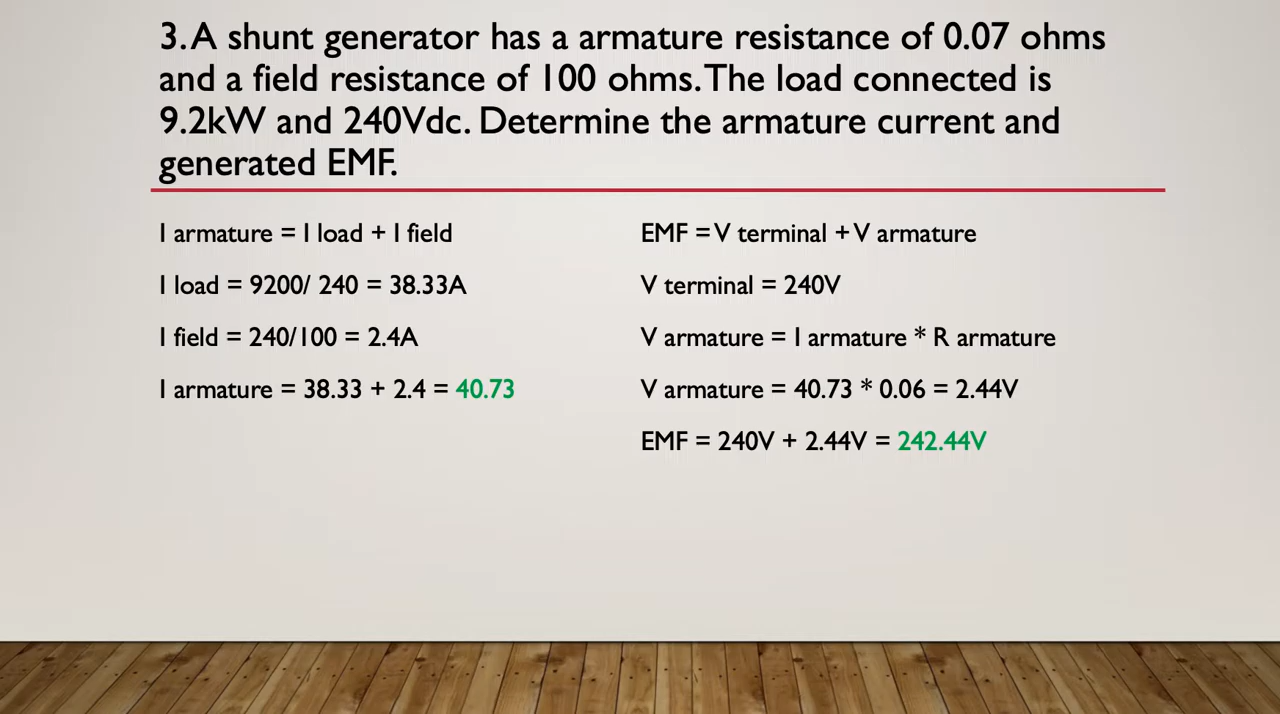 3. A shunt generator has a armature resistance of 0.07 ohms
and a field resistance of 100 ohms. The load connected is
9.2kW and 240Vdc. Determine the armature current and
generated EMF.
I armature = I load + I field
I load = 9200/ 240 = 38.33A
I field = 240/100 = 2.4A
I armature = 38.33 + 2.4 = 40.73
EMF = V terminal + V armature
V terminal = 240V
V armature = I armature * R armature
V armature = 40.73 * 0.06 = 2.44V
EMF = 240V + 2.44V = 242.44V